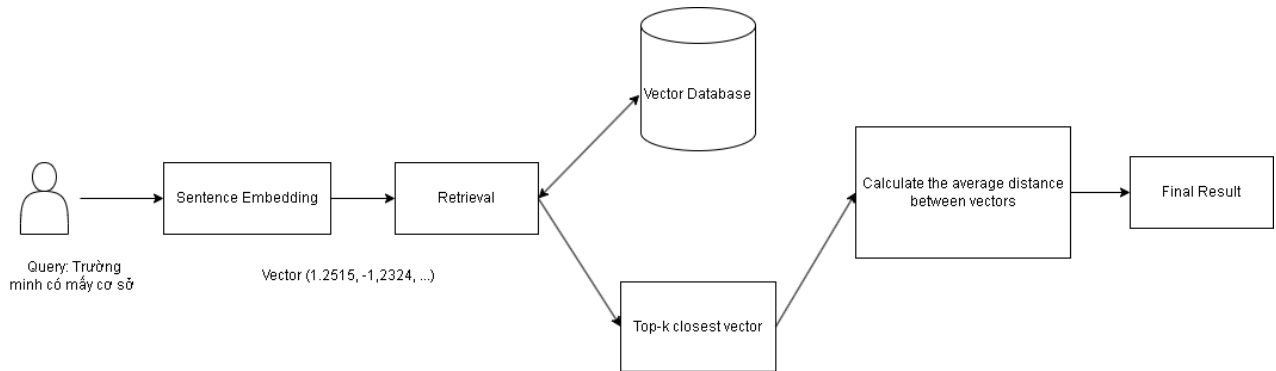 Vector Database
Sentence Embedding
Retrieval
Calculate the average distance
between vectors
Final Result
Query: Trường
minh có mấy cơ sở
Vector (1.2515, -1,2324, ...)
Top-k closest vector